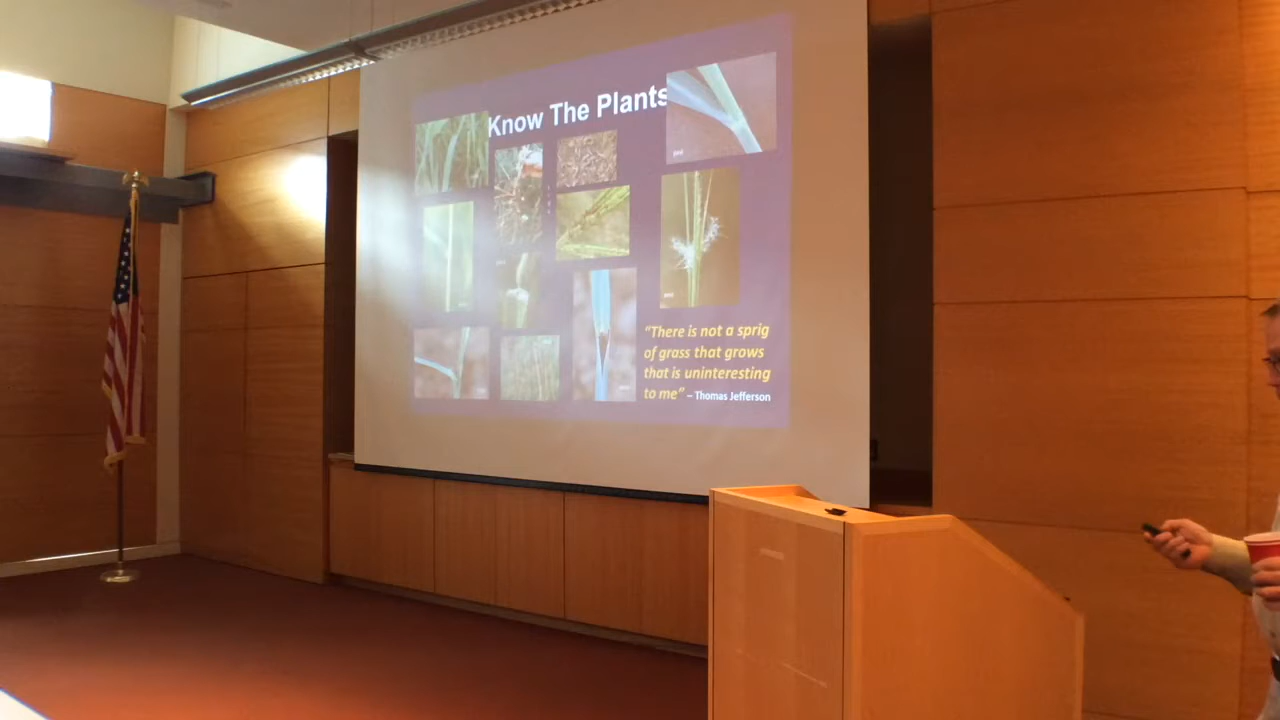 Know The Plants
“There is not a sprig
of grass that grows
that is uninteresting
to me” – Thomas Jefferson